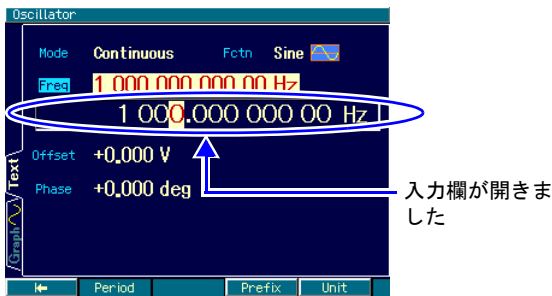 Oscillator
Mode Continuous Fctn Sine
Freq 1 000.000 000 00 Hz
1 000.000 000 00 Hz
Offset +0.000 V
Phase +0.000 deg
Text
Graph
Period Prefix Unit
入力欄が開きま
した